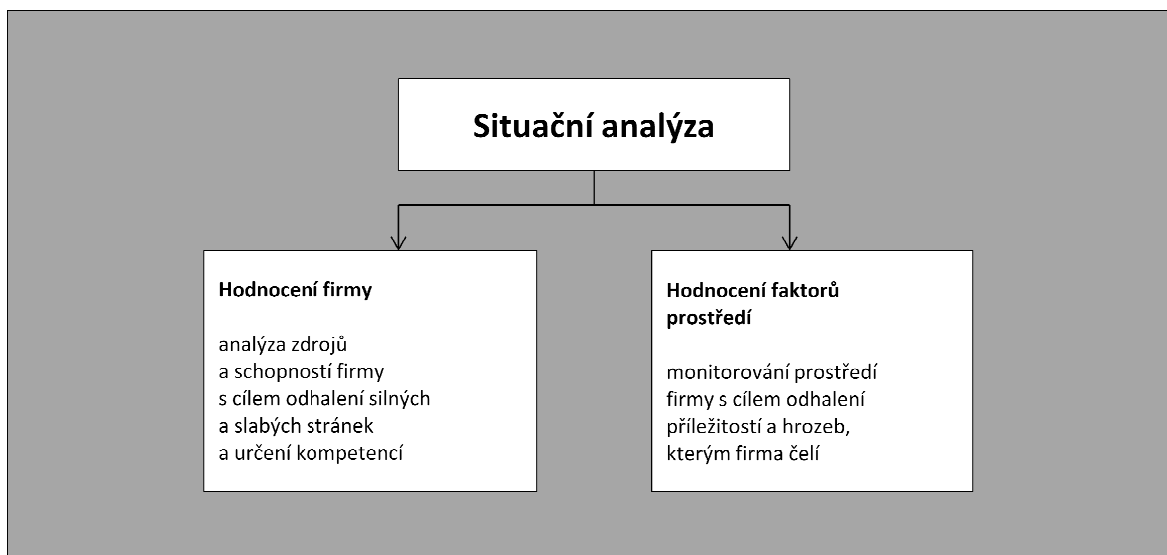 Situační analýza
Hodnocení firmy
analýza zdrojů
a schopností firmy
s cílem odhalení silných
a slabých stránek
a určení kompetencí
Hodnocení faktorů
prostředí
monitorování prostředí
firmy s cílem odhalení
příležitostí a hrozeb,
kterým firma čelí